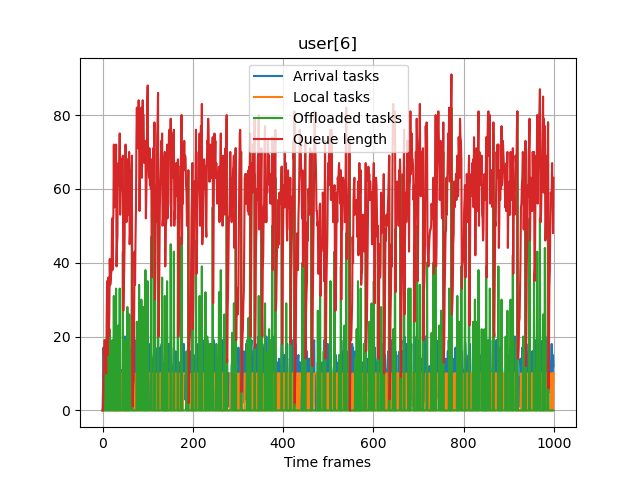 user[6]
Arrival tasks
Local tasks
Offloaded tasks
Queue length
80
60
40
20
0
0 200 400 600 800 1000
Time frames